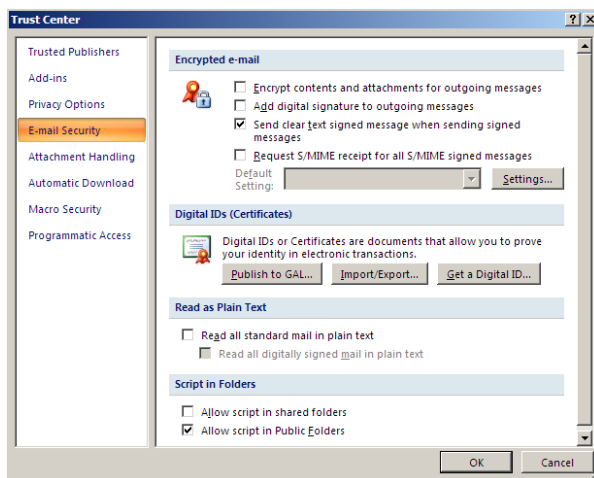 Trust Center
Trusted Publishers
Add-ins
Privacy Options
E-mail Security
Attachment Handling
Automatic Download
Macro Security
Programmatic Access
Encrypted e-mail
Encrypt contents and attachments for outgoing messages
Add digital signature to outgoing messages
Send clear text signed message when sending signed
messages
Request S/MIME receipt for all S/MIME signed messages
Default
Setting:
Settings...
Digital IDs (Certificates)
Digital IDs or Certificates are documents that allow you to prove
your identity in electronic transactions.
Publish to GAL... Import/Export... Get a Digital ID...
Read as Plain Text
Read all standard mail in plain text
Read all digitally signed mail in plain text
Script in Folders
Allow script in shared folders
Allow script in Public Folders
OK Cancel